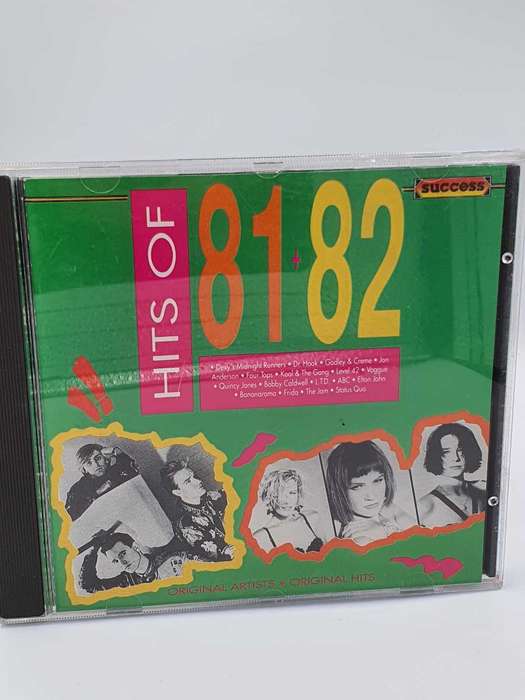 success
HITS OF
81+82
• Dexy's Midnight Runners • Dr. Hook • Godley & Creme • Jon
Anderson • Four Tops • Kool & The Gang • Level 42 • Voggue
• Quincy Jones • Bobby Caldwell • L.T.D. • ABC • Elton John
• Bananarama • Frida • The Jam • Status Quo
ORIGINAL ARTISTS + ORIGINAL HITS